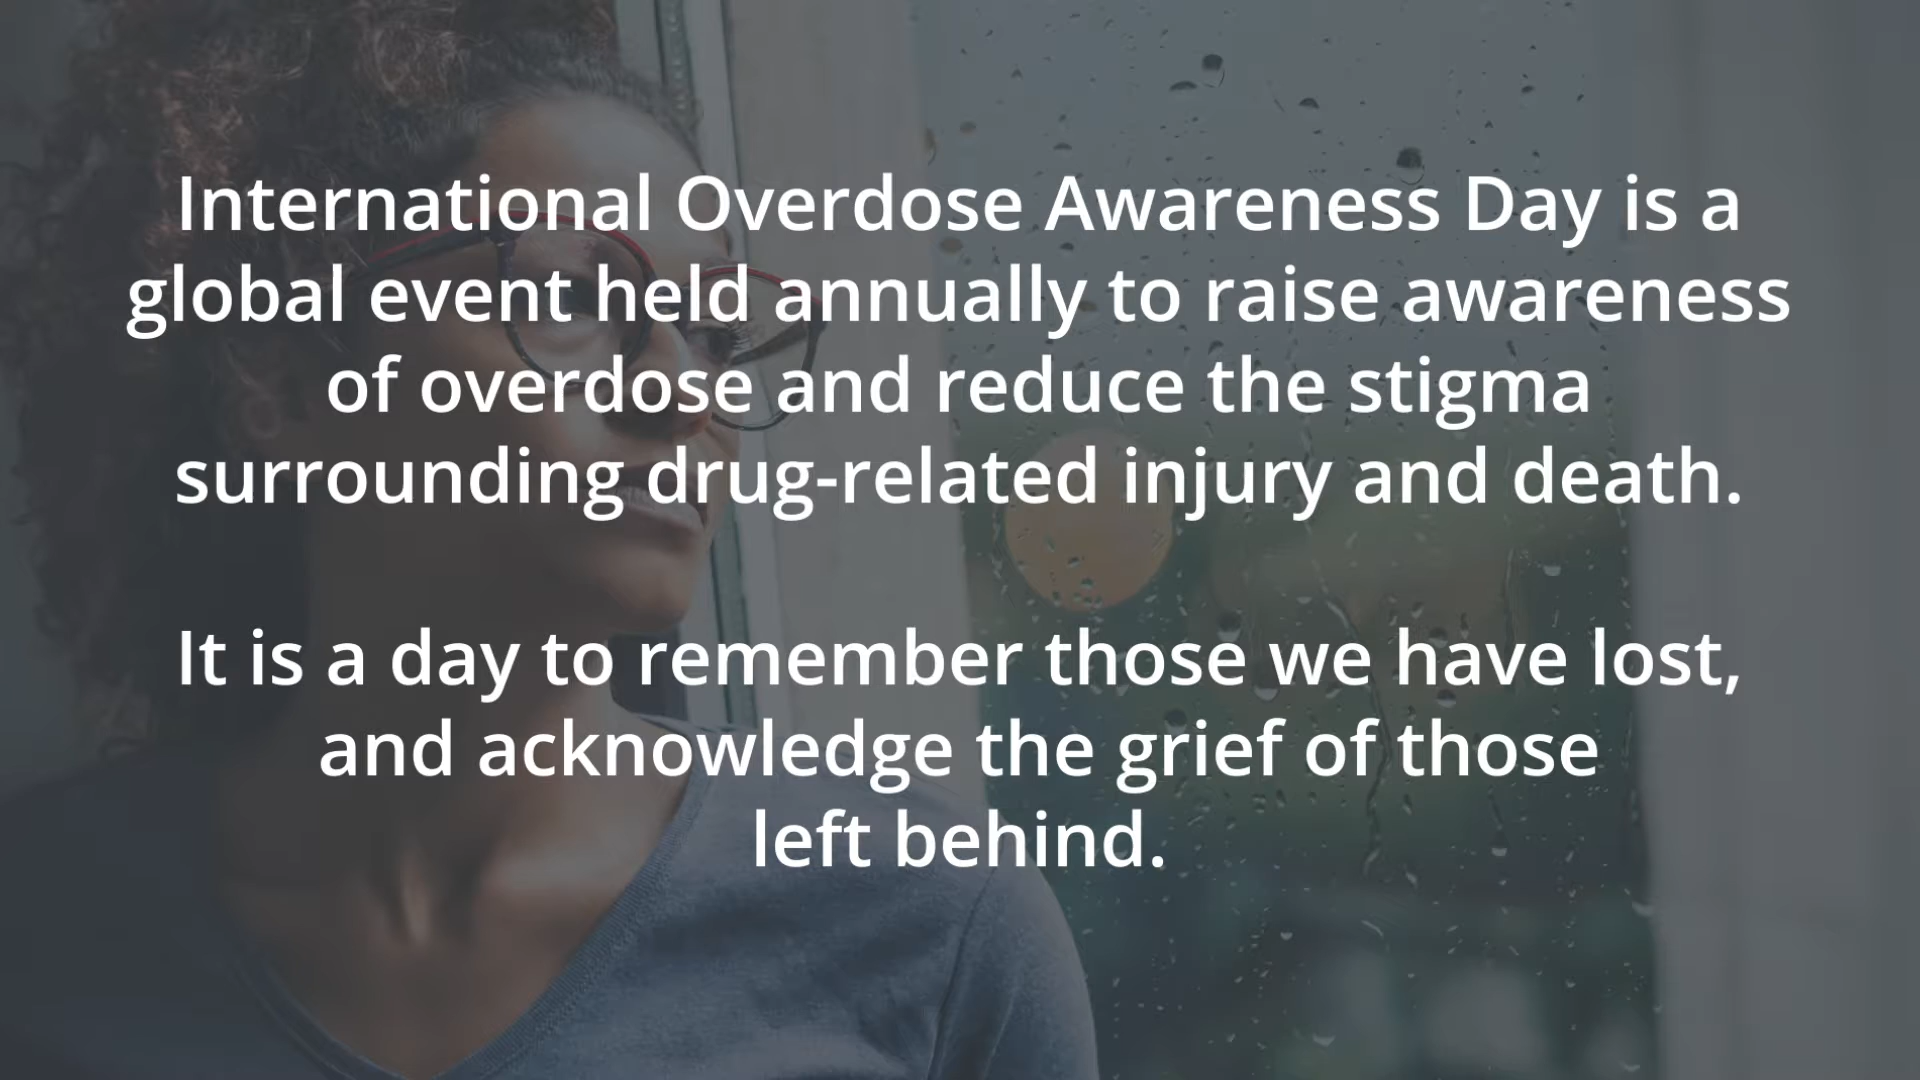 International Overdose Awareness Day is a
global event held annually to raise awareness
of overdose and reduce the stigma
surrounding drug-related injury and death.
It is a day to remember those we have lost,
and acknowledge the grief of those
left behind.